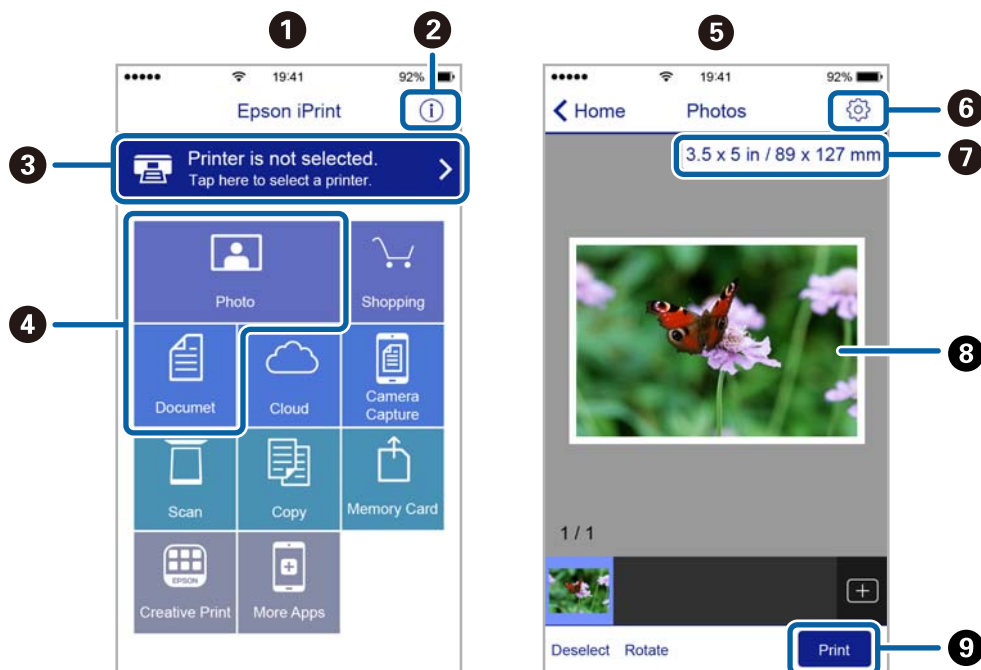 1
2
19:41
92%
Epson iPrint
i
3
Printer is not selected.
Tap here to select a printer.
4
Photo
Shopping
Documet
Cloud
Camera
Capture
Scan
Copy
Memory Card
EPSON
Creative Print
More Apps
5
19:41
92%
Home
Photos
6
3.5 x 5 in / 89 x 127 mm
7
8
1 / 1
Deselect
Rotate
Print
9